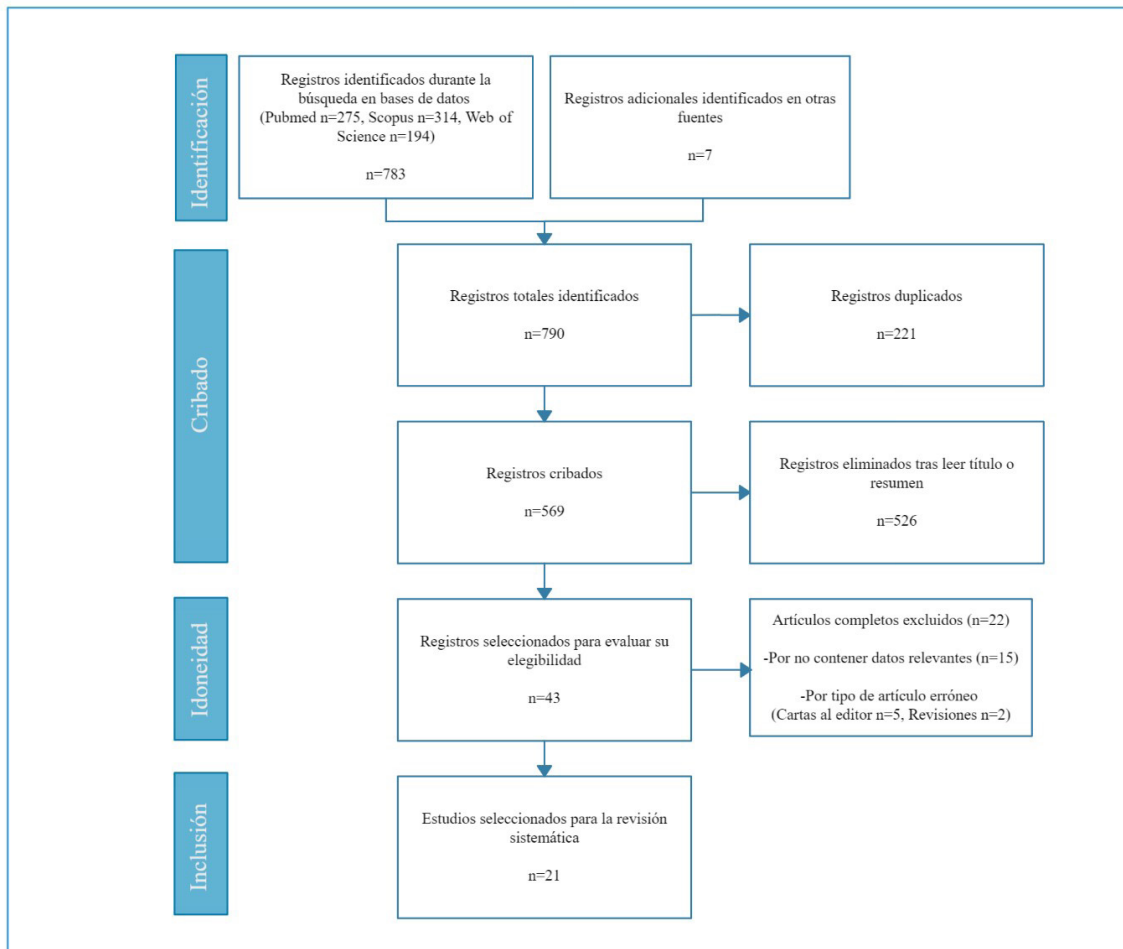 Identificación
Registros identificados durante la
búsqueda en bases de datos
(Pubmed n=275, Scopus n=314, Web of
Science n=194)
n=783
Registros adicionales identificados en otras
fuentes
n=7
Cribado
Registros totales identificados
n=790
Registros duplicados
n=221
Registros cribados
n=569
Registros eliminados tras leer título o
resumen
n=526
Idoneidad
Registros seleccionados para evaluar su
elegibilidad
n=43
Artículos completos excluidos (n=22)
-Por no contener datos relevantes (n=15)
-Por tipo de artículo erróneo
(Cartas al editor n=5, Revisiones n=2)
Inclusión
Estudios seleccionados para la revisión
sistemática
n=21